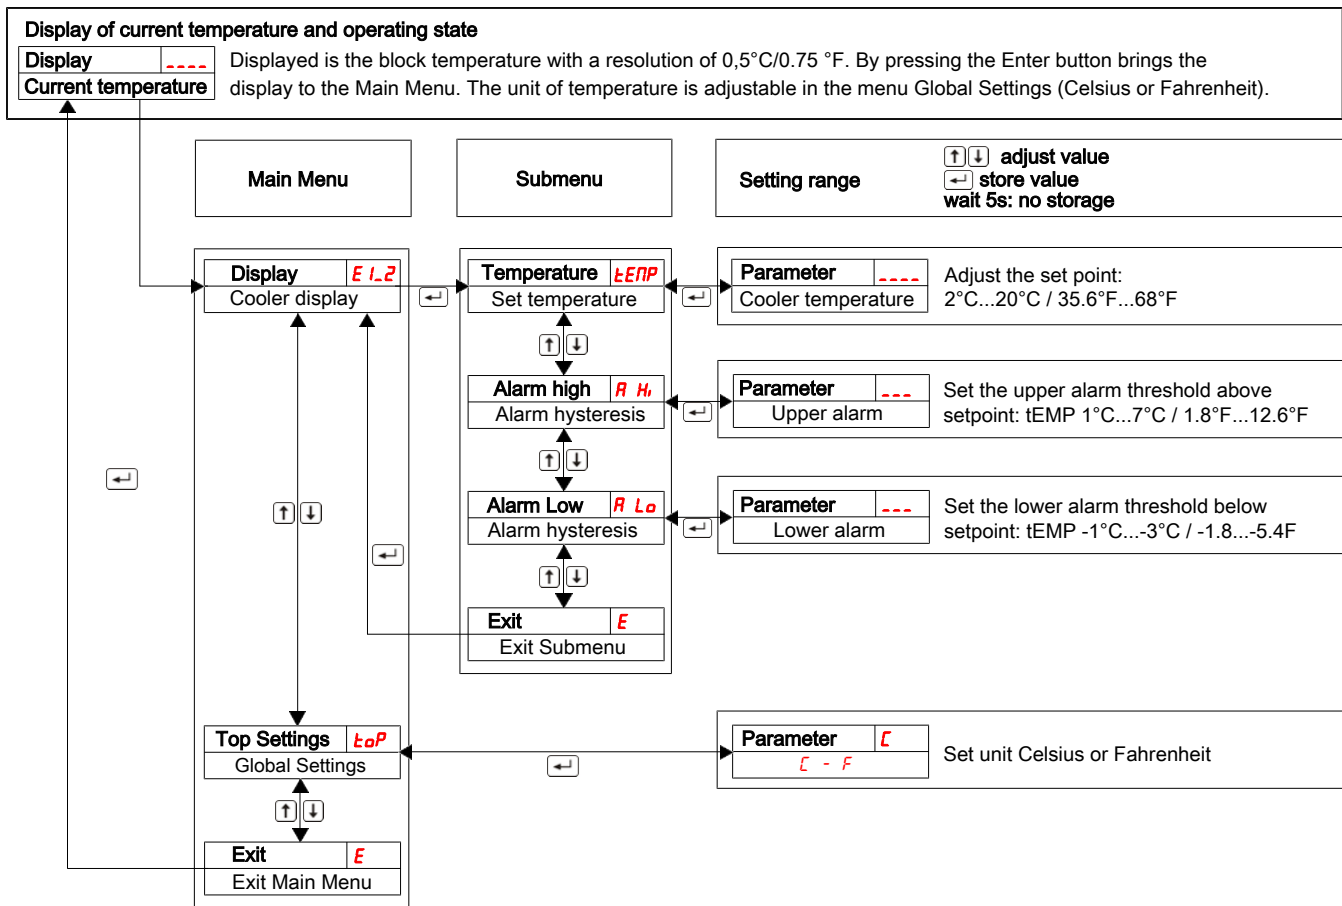 Display of current temperature and operating state
Display ----
Current temperature
Displayed is the block temperature with a resolution of 0,5°C/0.75 °F. By pressing the Enter button brings the
display to the Main Menu. The unit of temperature is adjustable in the menu Global Settings (Celsius or Fahrenheit).
Main Menu
Submenu
Setting range
↑ ↓ adjust value
↵ store value
wait 5s: no storage
Display E1_2
Cooler display
↵
Temperature tEMP
Set temperature
↵
Parameter ----
Cooler temperature
Adjust the set point:
2°C...20°C / 35.6°F...68°F
↑ ↓
Alarm high A Hi
Alarm hysteresis
↵
Parameter ---
Upper alarm
Set the upper alarm threshold above
setpoint: tEMP 1°C...7°C / 1.8°F...12.6°F
↑ ↓
↵
↑ ↓
Alarm Low A Lo
Alarm hysteresis
↵
Parameter ---
Lower alarm
Set the lower alarm threshold below
setpoint: tEMP -1°C...-3°C / -1.8...-5.4F
↵
↑ ↓
Exit E
Exit Submenu
Top Settings toP
Global Settings
↵
Parameter C
C - F
Set unit Celsius or Fahrenheit
↑ ↓
Exit E
Exit Main Menu